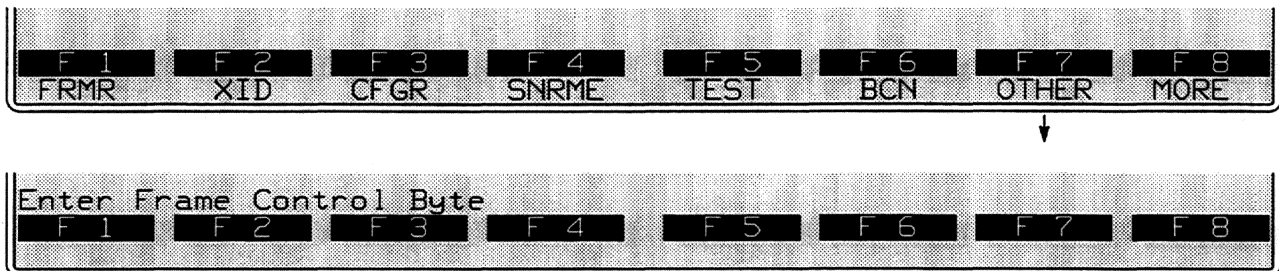 F 1 F 2 F 3 F 4 F 5 F 6 F 7 F 8
FRMR XID CFGR SNRME TEST BCN OTHER MORE
Enter Frame Control Byte
F 1 F 2 F 3 F 4 F 5 F 6 F 7 F 8